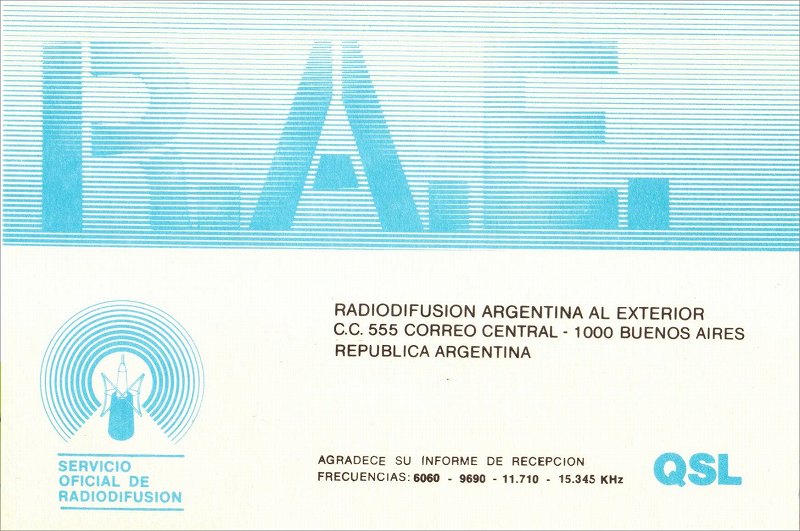 R.A.E.
RADIODIFUSION ARGENTINA AL EXTERIOR
C.C. 555 CORREO CENTRAL - 1000 BUENOS AIRES
REPUBLICA ARGENTINA
SERVICIO
OFICIAL DE
RADIODIFUSION
AGRADECE SU INFORME DE RECEPCION
FRECUENCIAS: 6060 - 9690 - 11.710 - 15.345 KHz
QSL